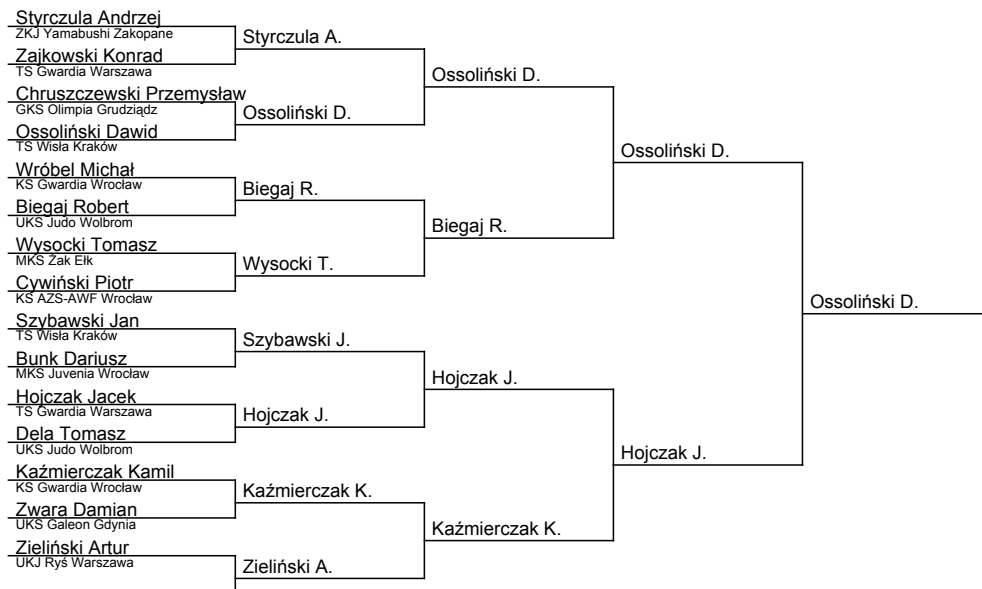 Styrczula Andrzej
ZKJ Yamabushi Zakopane
Zajkowski Konrad
TS Gwardia Warszawa
Chruszczewski Przemysław
GKS Olimpia Grudziądz
Ossoliński Dawid
TS Wisła Kraków
Wróbel Michał
KS Gwardia Wrocław
Biegaj Robert
UKS Judo Wolbrom
Wysocki Tomasz
MKS Żak Ełk
Cywiński Piotr
KS AZS-AWF Wrocław
Szybawski Jan
TS Wisła Kraków
Bunk Dariusz
MKS Juvenia Wrocław
Hojczak Jacek
TS Gwardia Warszawa
Dela Tomasz
UKS Judo Wolbrom
Kaźmierczak Kamil
KS Gwardia Wrocław
Zwara Damian
UKS Galeon Gdynia
Zieliński Artur
UKJ Ryś Warszawa
Styrczula A.
Ossoliński D.
Biegaj R.
Wysocki T.
Szybawski J.
Hojczak J.
Kaźmierczak K.
Zieliński A.
Ossoliński D.
Biegaj R.
Hojczak J.
Kaźmierczak K.
Ossoliński D.
Hojczak J.
Ossoliński D.